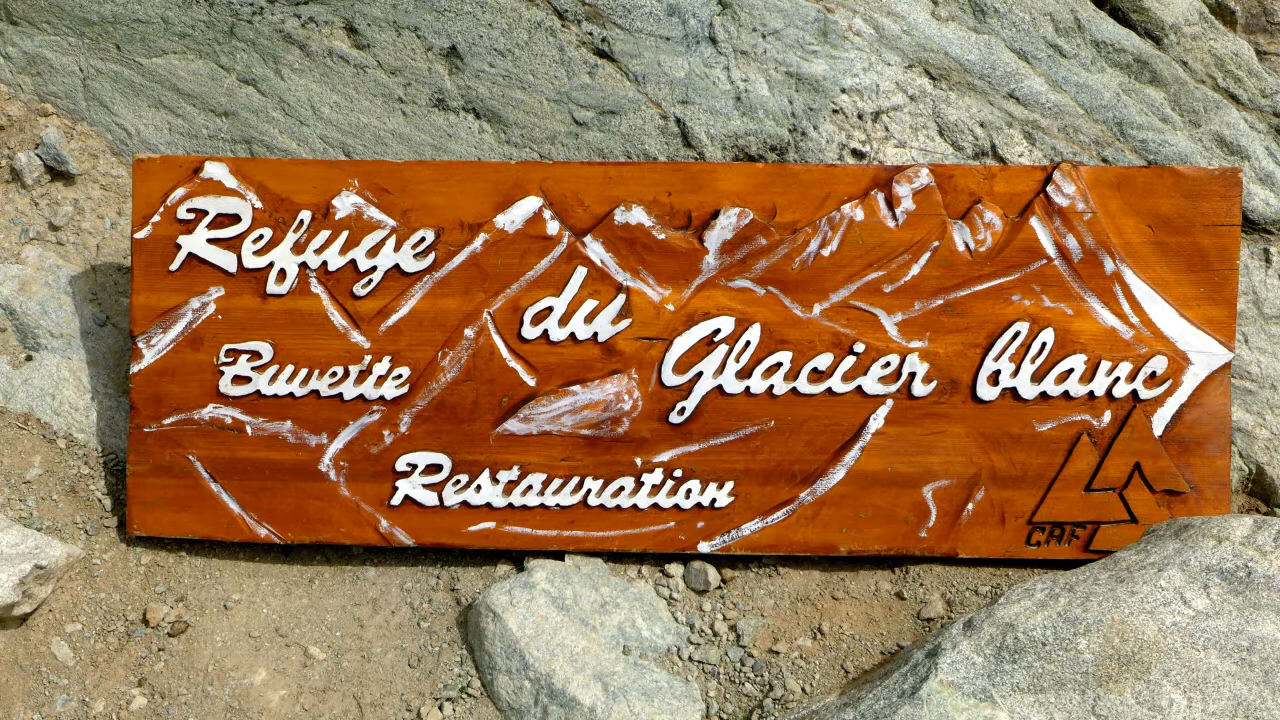 Refuge
du
Glacier blanc
Buvette
Restauration
CAF